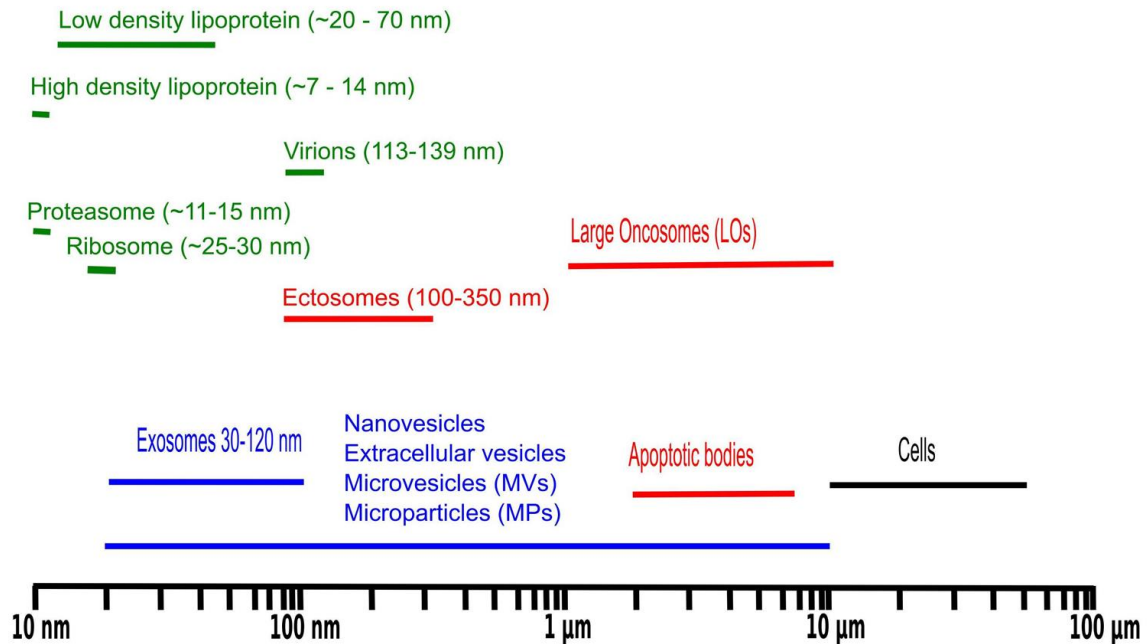 Low density lipoprotein (~20 - 70 nm)
High density lipoprotein (~7 - 14 nm)
Virions (113-139 nm)
Proteasome (~11-15 nm)
Ribosome (~25-30 nm)
Large Oncosomes (LOs)
Ectosomes (100-350 nm)
Exosomes 30-120 nm
Nanovesicles
Extracellular vesicles
Microvesicles (MVs)
Microparticles (MPs)
Apoptotic bodies
Cells
10 nm 100 nm 1 µm 10 µm 100 µm